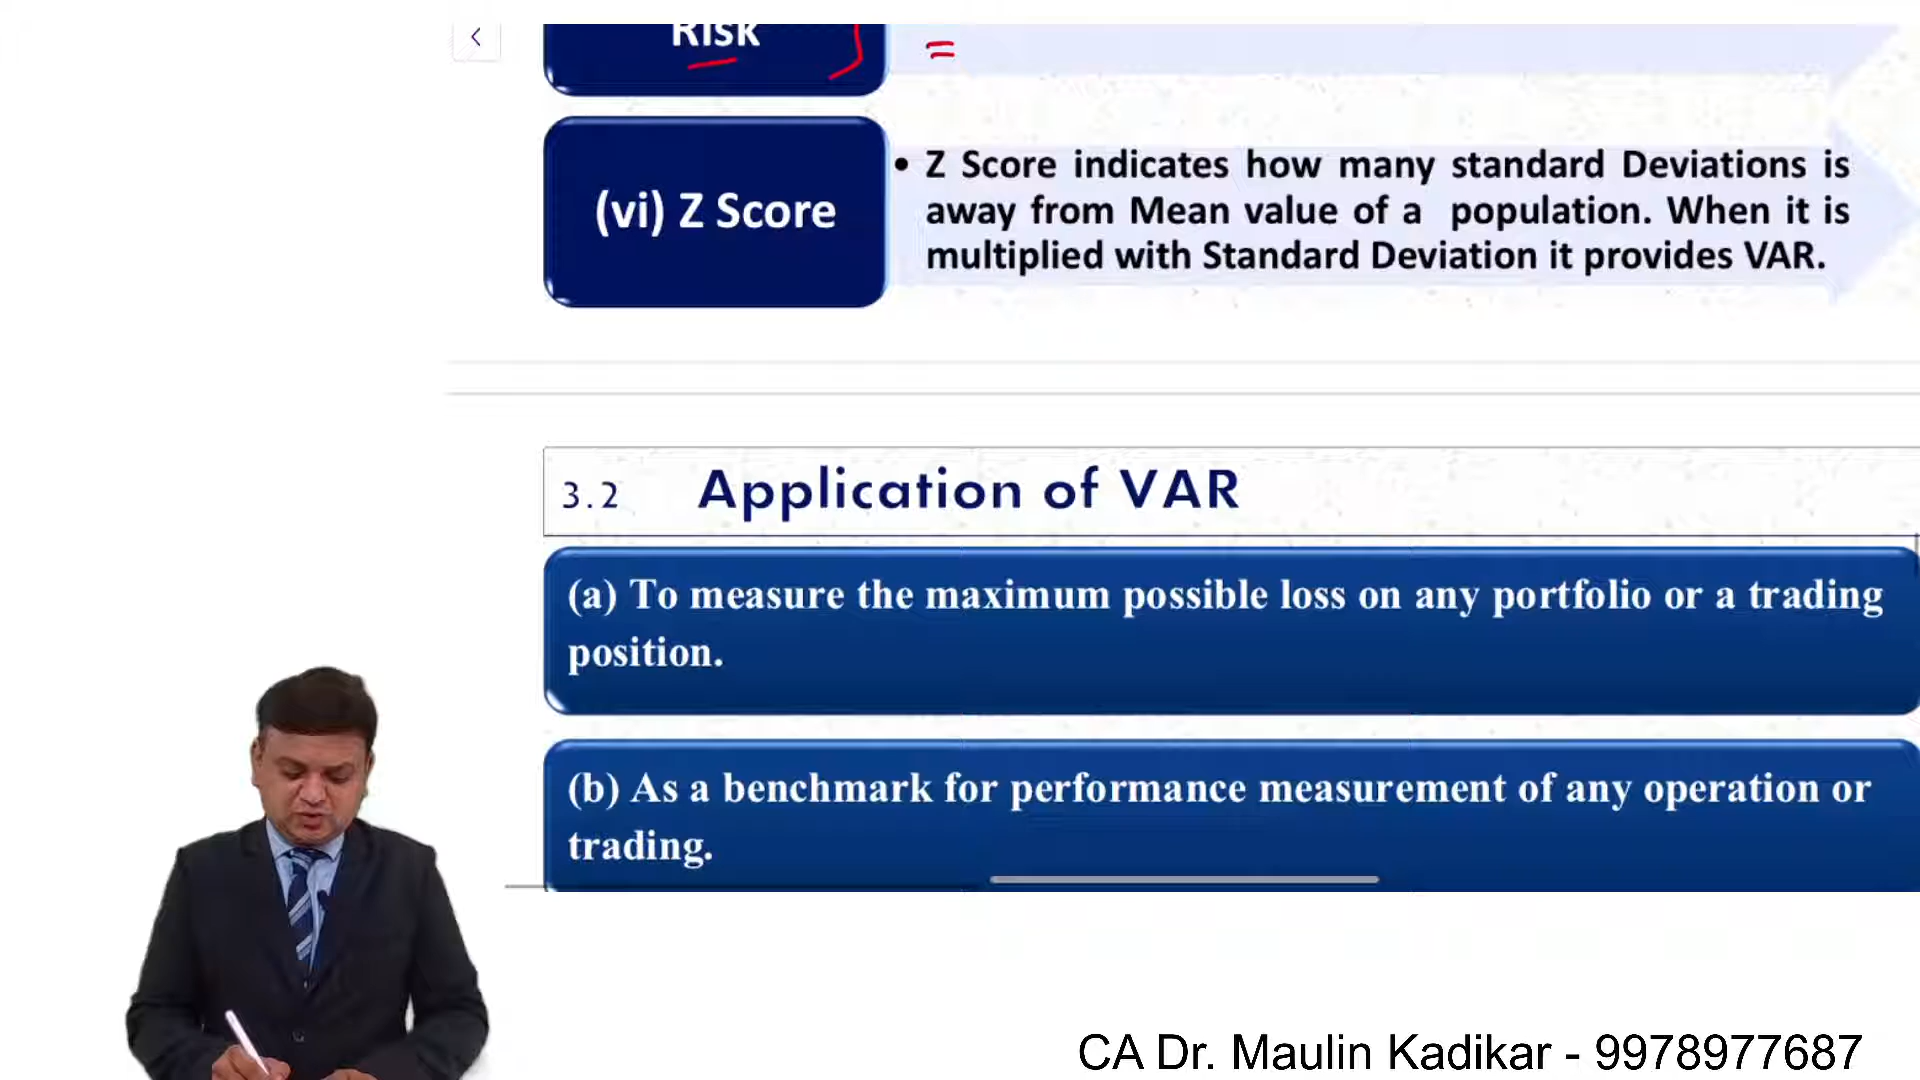 Risk
=
(vi) Z Score
• Z Score indicates how many standard Deviations is
away from Mean value of a population. When it is
multiplied with Standard Deviation it provides VAR.
3.2 Application of VAR
(a) To measure the maximum possible loss on any portfolio or a trading
position.
(b) As a benchmark for performance measurement of any operation or
trading.
CA Dr. Maulin Kadikar - 9978977687